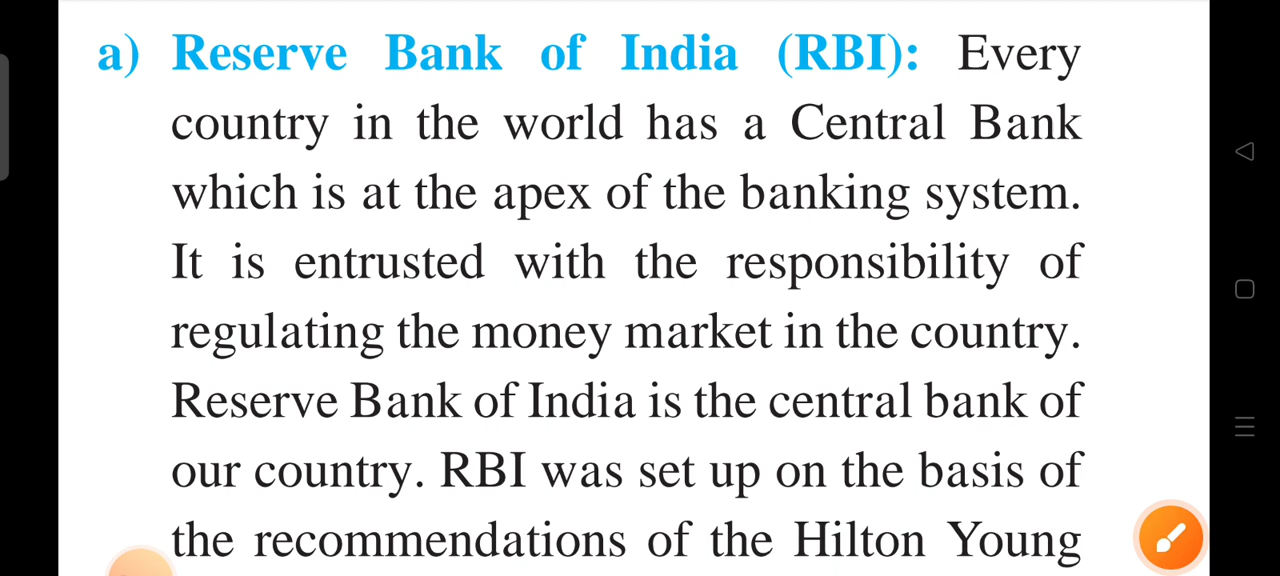 a) Reserve Bank of India (RBI): Every
country in the world has a Central Bank
which is at the apex of the banking system.
It is entrusted with the responsibility of
regulating the money market in the country.
Reserve Bank of India is the central bank of
our country. RBI was set up on the basis of
the recommendations of the Hilton Young